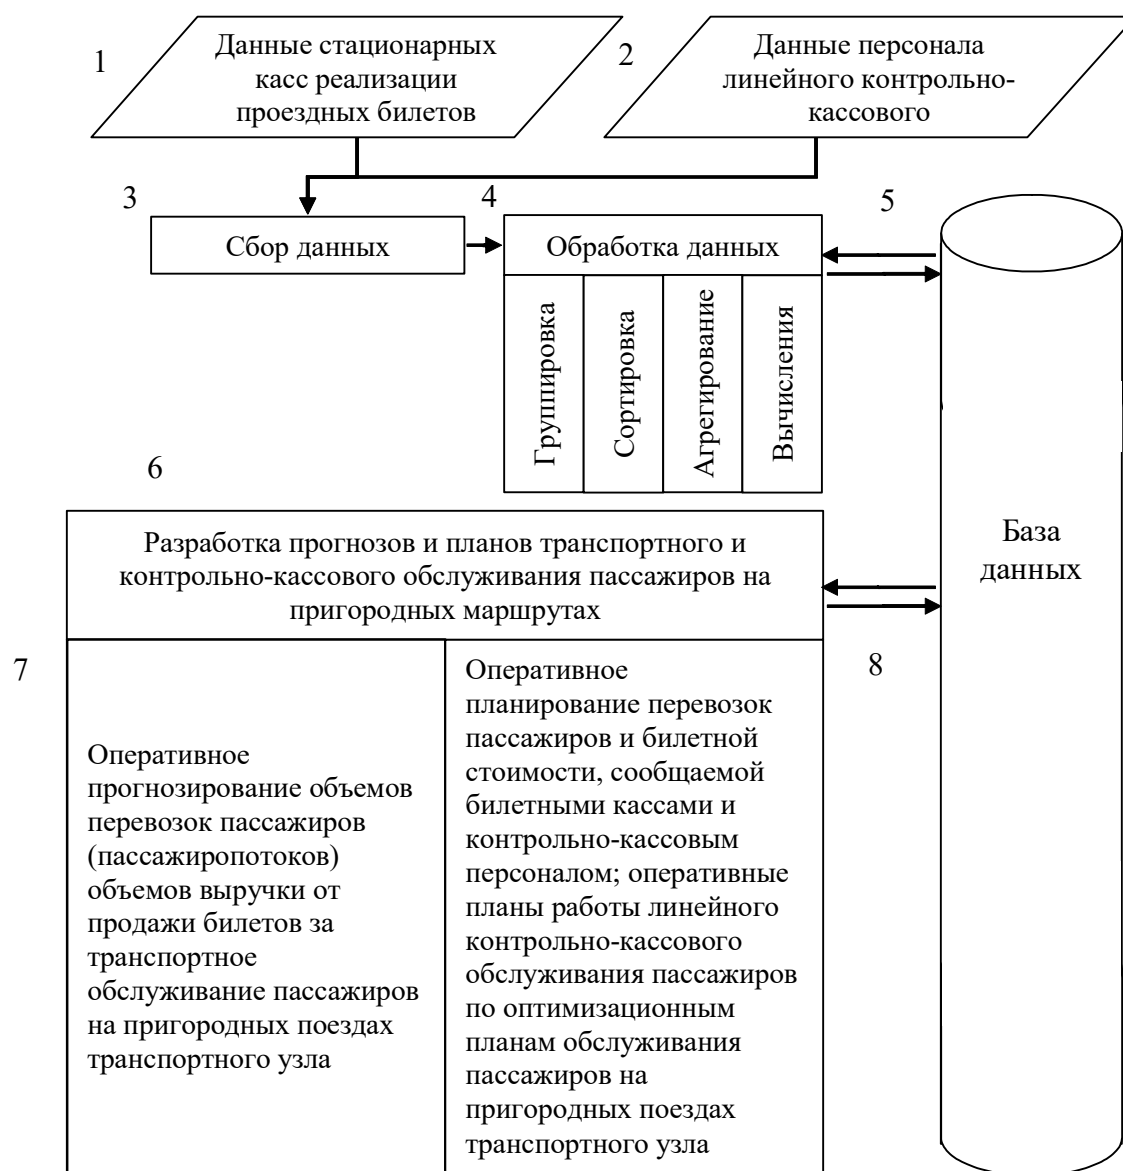 1
Данные стационарных
касс реализации
проездных билетов
2
Данные персонала
линейного контрольно-
кассового
3
Сбор данных
4
Обработка данных
Группировка
Сортировка
Агрегирование
Вычисления
5
База
данных
6
Разработка прогнозов и планов транспортного и
контрольно-кассового обслуживания пассажиров на
пригородных маршрутах
7
Оперативное
прогнозирование объемов
перевозок пассажиров
(пассажиропотоков)
объемов выручки от
продажи билетов за
транспортное
обслуживание пассажиров
на пригородных поездах
транспортного узла
Оперативное
планирование перевозок
пассажиров и билетной
стоимости, сообщаемой
билетными кассами и
контрольно-кассовым
персоналом; оперативные
планы работы линейного
контрольно-кассового
обслуживания пассажиров
по оптимизационным
планам обслуживания
пассажиров на
пригородных поездах
транспортного узла
8